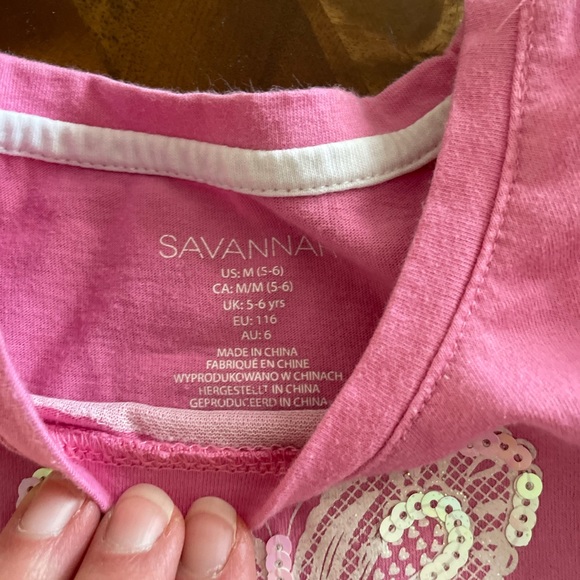 SAVANNAH
US: M (5-6)
CA: M/M (5-6)
UK: 5-6 yrs
EU: 116
AU: 6
MADE IN CHINA
FABRIQUÉ EN CHINE
WYPRODUKOWANO W CHINACH
HERGESTELLT IN CHINA
GEPRODUCEERD IN CHINA